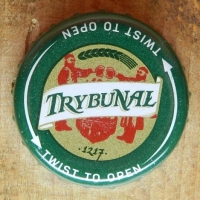 TWIST TO OPEN
TRYBUNAŁ
·1217·
TWIST TO OPEN